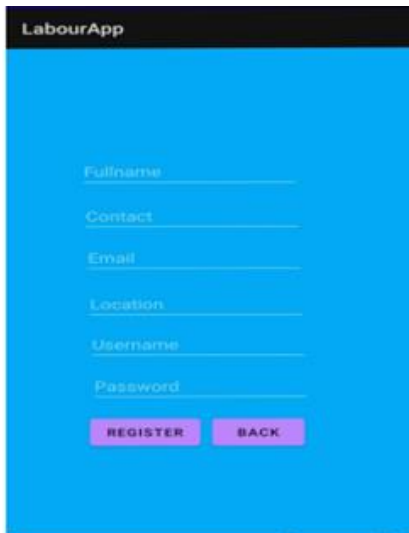 LabourApp
Fullname
Contact
Email
Location
Username
Password
REGISTER BACK